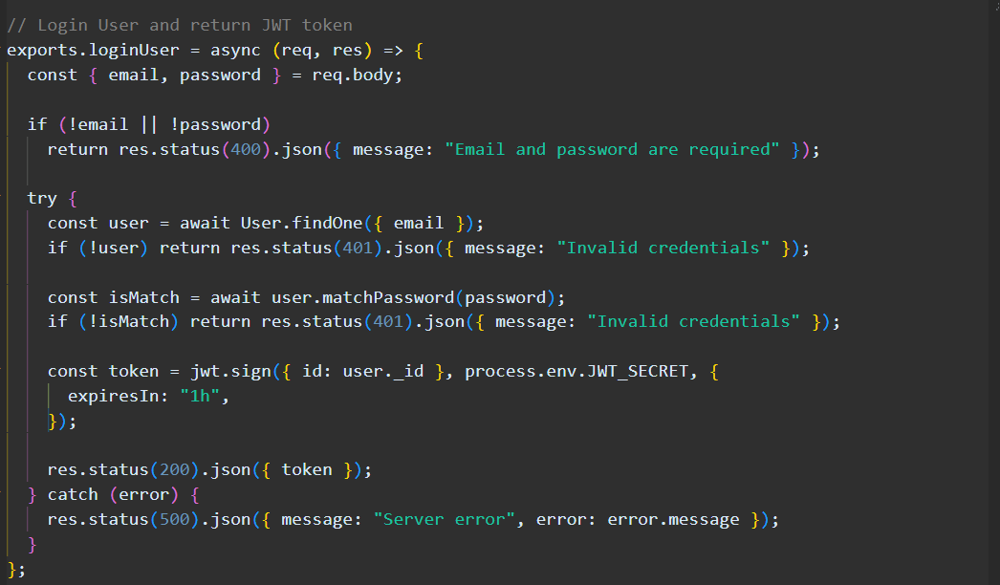 // Login User and return JWT token
exports.loginUser = async (req, res) => {
  const { email, password } = req.body;

  if (!email || !password)
    return res.status(400).json({ message: "Email and password are required" });

  try {
    const user = await User.findOne({ email });
    if (!user) return res.status(401).json({ message: "Invalid credentials" });

    const isMatch = await user.matchPassword(password);
    if (!isMatch) return res.status(401).json({ message: "Invalid credentials" });

    const token = jwt.sign({ id: user._id }, process.env.JWT_SECRET, {
      expiresIn: "1h",
    });

    res.status(200).json({ token });
  } catch (error) {
    res.status(500).json({ message: "Server error", error: error.message });
  }
};